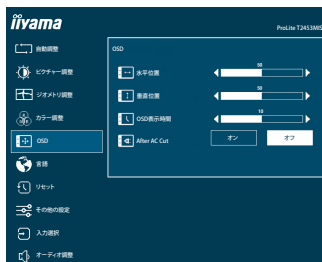 iiyama
ProLite T2453MIS
自動調整
ピクチャー調整
ジオメトリ調整
カラー調整
OSD
言語
リセット
その他の設定
入力選択
オーディオ調整
OSD
水平位置
50
垂直位置
50
OSD表示時間
10
After AC Cut
オン
オフ